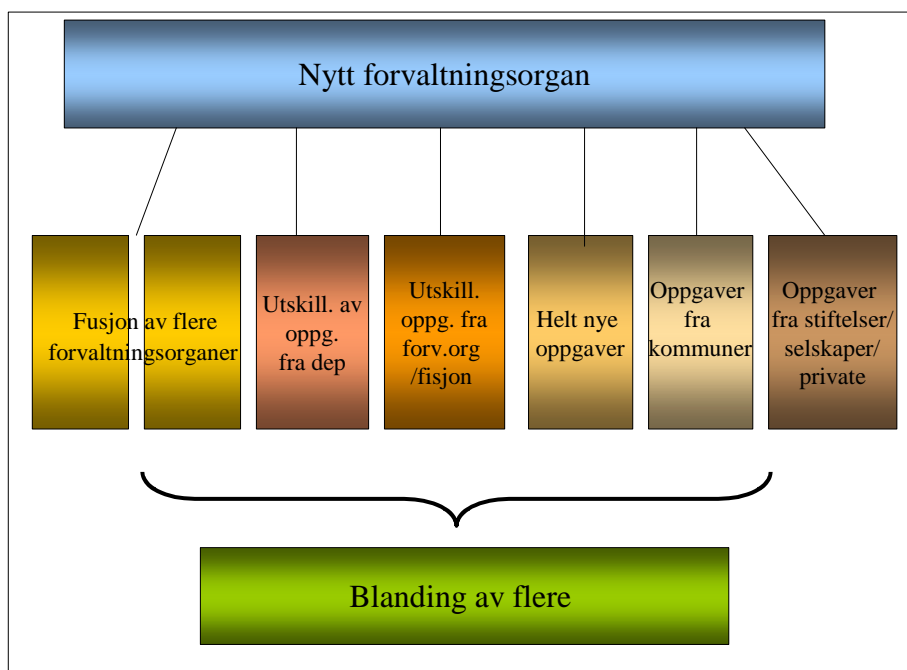 Nytt forvaltningsorgan
Fusjon av flere
forvaltningsorganer
Utskill. av
oppg.
fra dep
Utskill.
oppg. fra
forv.org
/fisjon
Helt nye
oppgaver
Oppgaver
fra
kommuner
Oppgaver
fra stiftelser/
selskaper/
private
Blanding av flere